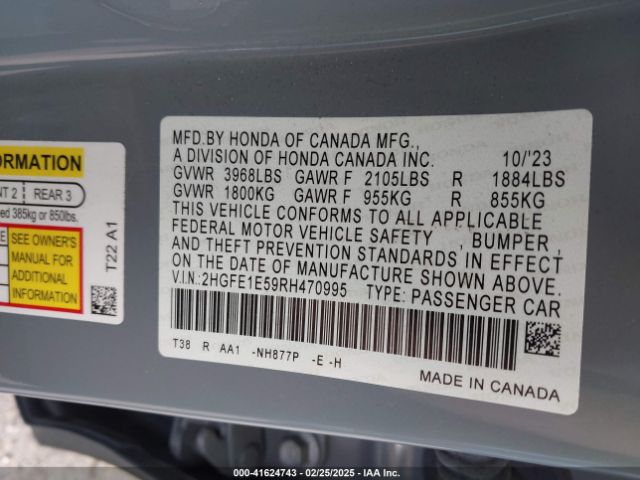 ORMATION
NT 2 REAR 3
ed 385kg or 850lbs.
SEE OWNER'S
MANUAL FOR
ADDITIONAL
INFORMATION
T22 A1
MFD.BY HONDA OF CANADA MFG.,
A DIVISION OF HONDA CANADA INC. 10/'23
GVWR 3968LBS GAWR F 2105LBS R 1884LBS
GVWR 1800KG GAWR F 955KG R 855KG
THIS VEHICLE CONFORMS TO ALL APPLICABLE
FEDERAL MOTOR VEHICLE SAFETY , BUMPER ,
AND THEFT PREVENTION STANDARDS IN EFFECT
ON THE DATE OF MANUFACTURE SHOWN ABOVE.
V.I.N.:2HGFE1E59RH470995 TYPE: PASSENGER CAR
T38 R AA1 -NH877P -E -H
MADE IN CANADA
000-41624743 — 02/25/2025 — IAA Inc.